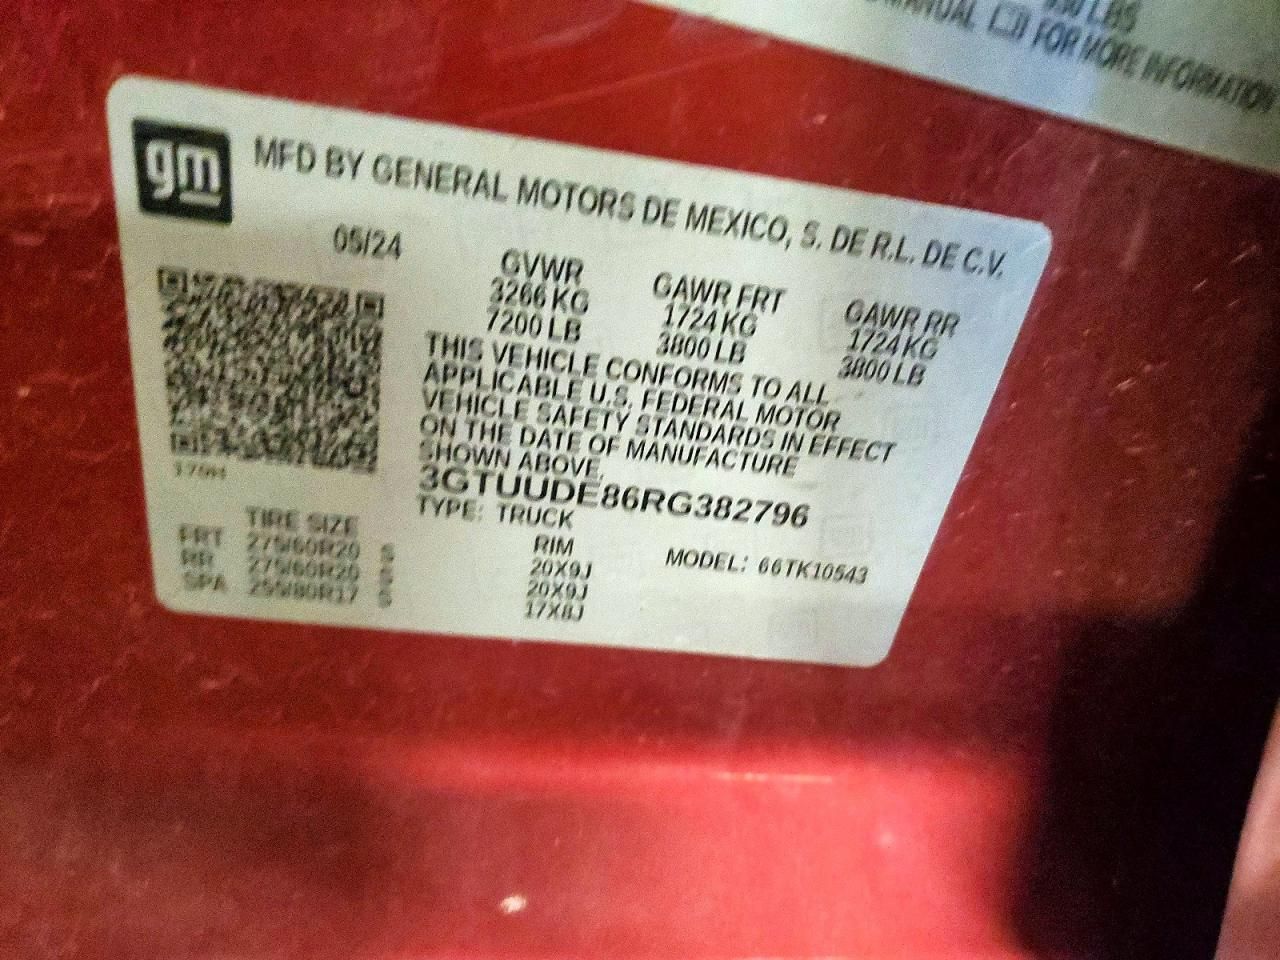 LBS
MANUAL FOR MORE INFORMATION
gm
MFD BY GENERAL MOTORS DE MEXICO, S. DE R.L. DE C.V.
05/24
GVWR GAWR FRT GAWR RR
3266 KG 1724 KG 1724 KG
7200 LB 3800 LB 3800 LB
THIS VEHICLE CONFORMS TO ALL
APPLICABLE U.S. FEDERAL MOTOR
VEHICLE SAFETY STANDARDS IN EFFECT
ON THE DATE OF MANUFACTURE
SHOWN ABOVE.
3GTUUDE86RG382796
TYPE: TRUCK
MODEL: 66TK10543
TIRE SIZE RIM
FRT 275/60R20 S 20X9J
RR 275/60R20 S 20X9J
SPA 255/80R17 S 17X8J